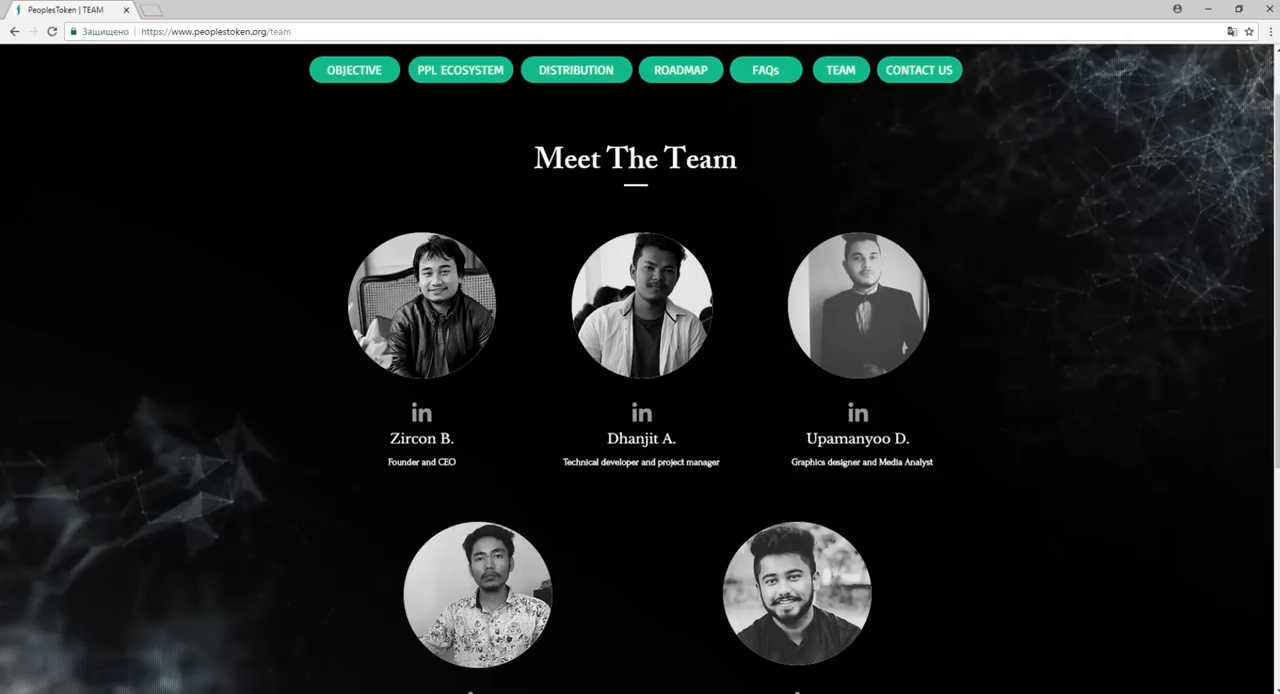 PeoplesToken | TEAM
Защищено | https://www.peoplestoken.org/team
OBJECTIVE PPL ECOSYSTEM DISTRIBUTION ROADMAP FAQs TEAM CONTACT US
Meet The Team
in in in
Zircon B. Dhanjit A. Upamanyoo D.
Founder and CEO Technical developer and project manager Graphics designer and Media Analyst